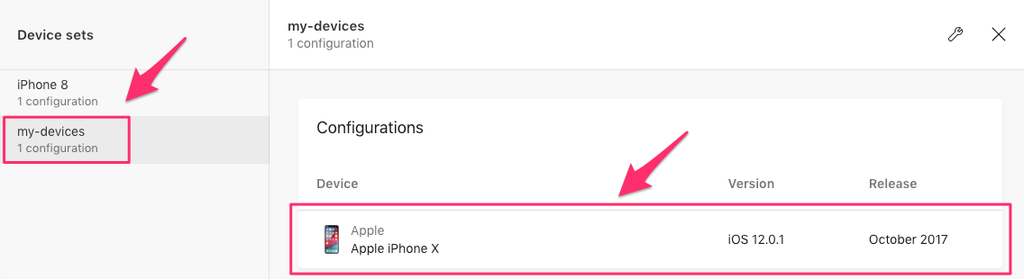 Device sets
iPhone 8
1 configuration
my-devices
1 configuration
my-devices
1 configuration
Configurations
Device Version Release
Apple
Apple iPhone X iOS 12.0.1 October 2017